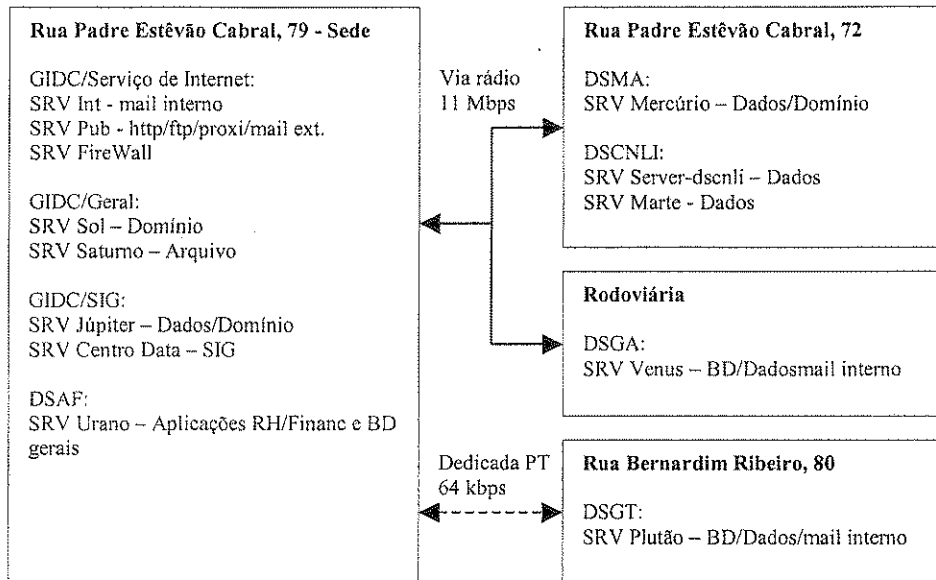 Rua Padre Estêvão Cabral, 79 - Sede
GIDC/Serviço de Internet:
SRV Int - mail interno
SRV Pub - http/ftp/proxi/mail ext.
SRV FireWall
GIDC/Geral:
SRV Sol – Domínio
SRV Saturno – Arquivo
GIDC/SIG:
SRV Júpiter – Dados/Domínio
SRV Centro Data – SIG
DSAF:
SRV Urano – Aplicações RH/Financ e BD
gerais
Via rádio
11 Mbps
Dedicada PT
64 kbps
Rua Padre Estêvão Cabral, 72
DSMA:
SRV Mercúrio – Dados/Domínio
DSCNLI:
SRV Server-dscnli – Dados
SRV Marte - Dados
Rodoviária
DSGA:
SRV Venus – BD/Dadosmail interno
Rua Bernardim Ribeiro, 80
DSGT:
SRV Plutão – BD/Dados/mail interno